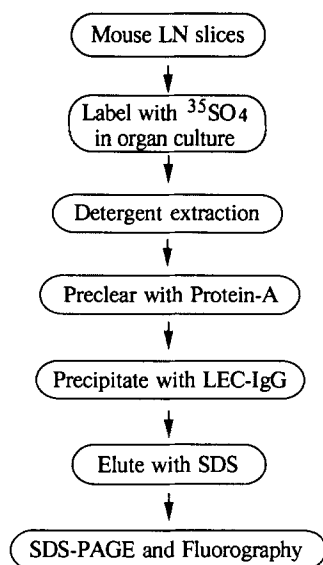 Mouse LN slices
Label with ³⁵SO₄
in organ culture
Detergent extraction
Preclear with Protein-A
Precipitate with LEC-IgG
Elute with SDS
SDS-PAGE and Fluorography